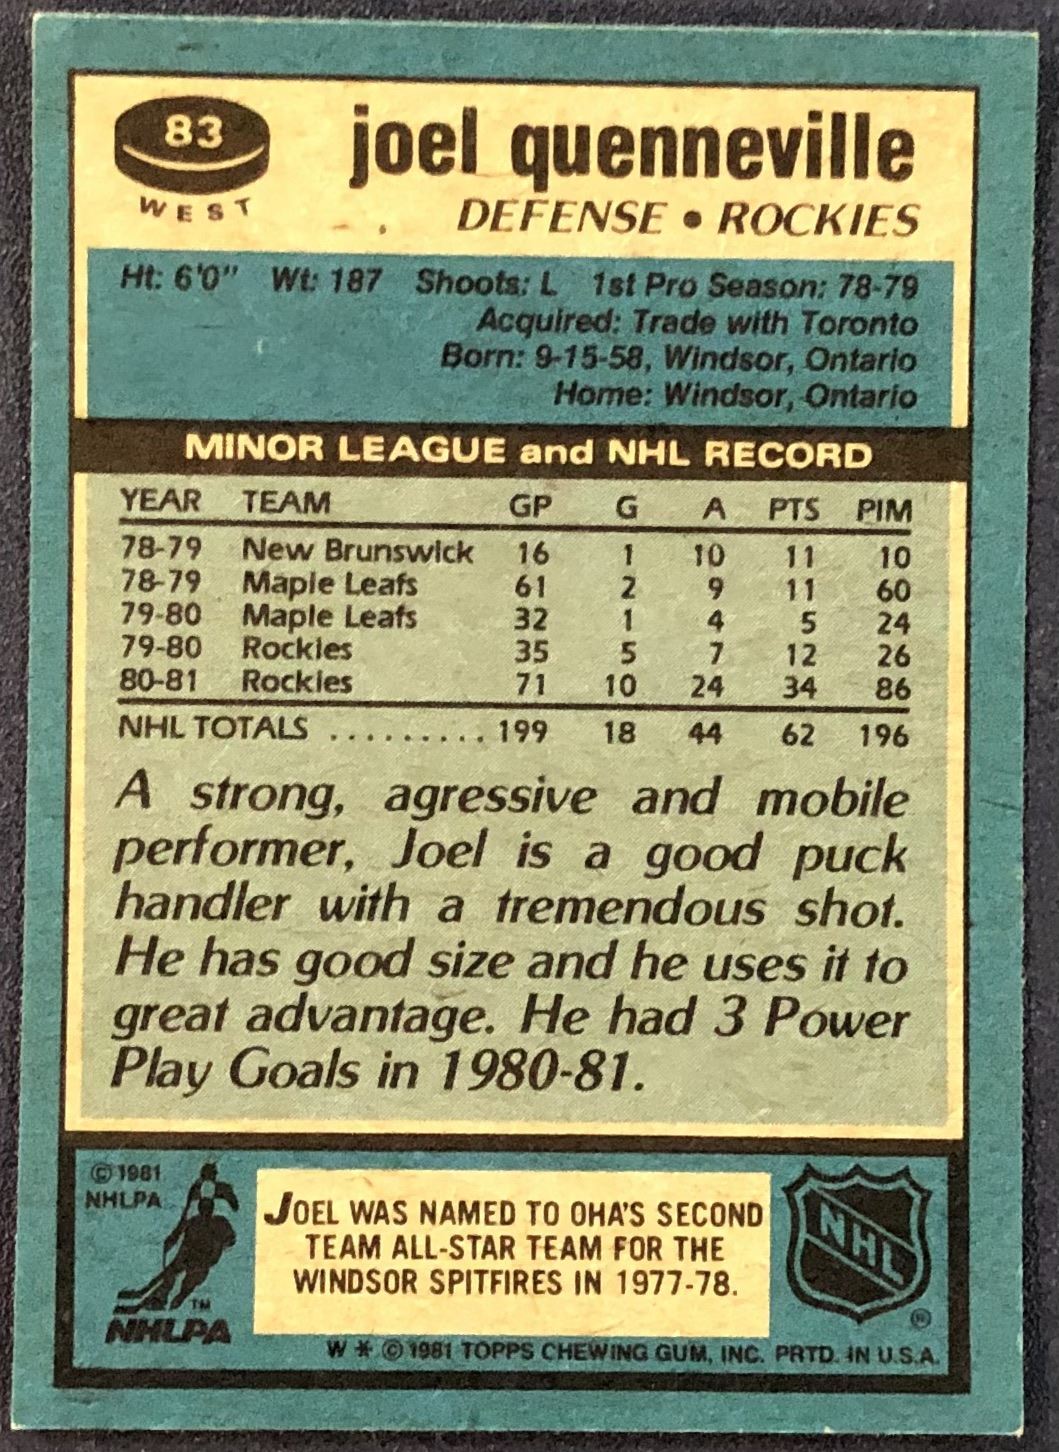 83
WEST
joel quenneville
DEFENSE • ROCKIES
Ht: 6'0" Wt: 187 Shoots: L 1st Pro Season: 78-79
Acquired: Trade with Toronto
Born: 9-15-58, Windsor, Ontario
Home: Windsor, Ontario
MINOR LEAGUE and NHL RECORD
YEAR TEAM GP G A PTS PIM
78-79 New Brunswick 16 1 10 11 10
78-79 Maple Leafs 61 2 9 11 60
79-80 Maple Leafs 32 1 4 5 24
79-80 Rockies 35 5 7 12 26
80-81 Rockies 71 10 24 34 86
NHL TOTALS ......... 199 18 44 62 196
A strong, agressive and mobile
performer, Joel is a good puck
handler with a tremendous shot.
He has good size and he uses it to
great advantage. He had 3 Power
Play Goals in 1980-81.
© 1981
NHLPA
TM
NHLPA
JOEL WAS NAMED TO OHA'S SECOND
TEAM ALL-STAR TEAM FOR THE
WINDSOR SPITFIRES IN 1977-78.
NHL
®
W * © 1981 TOPPS CHEWING GUM, INC. PRTD. IN U.S.A.